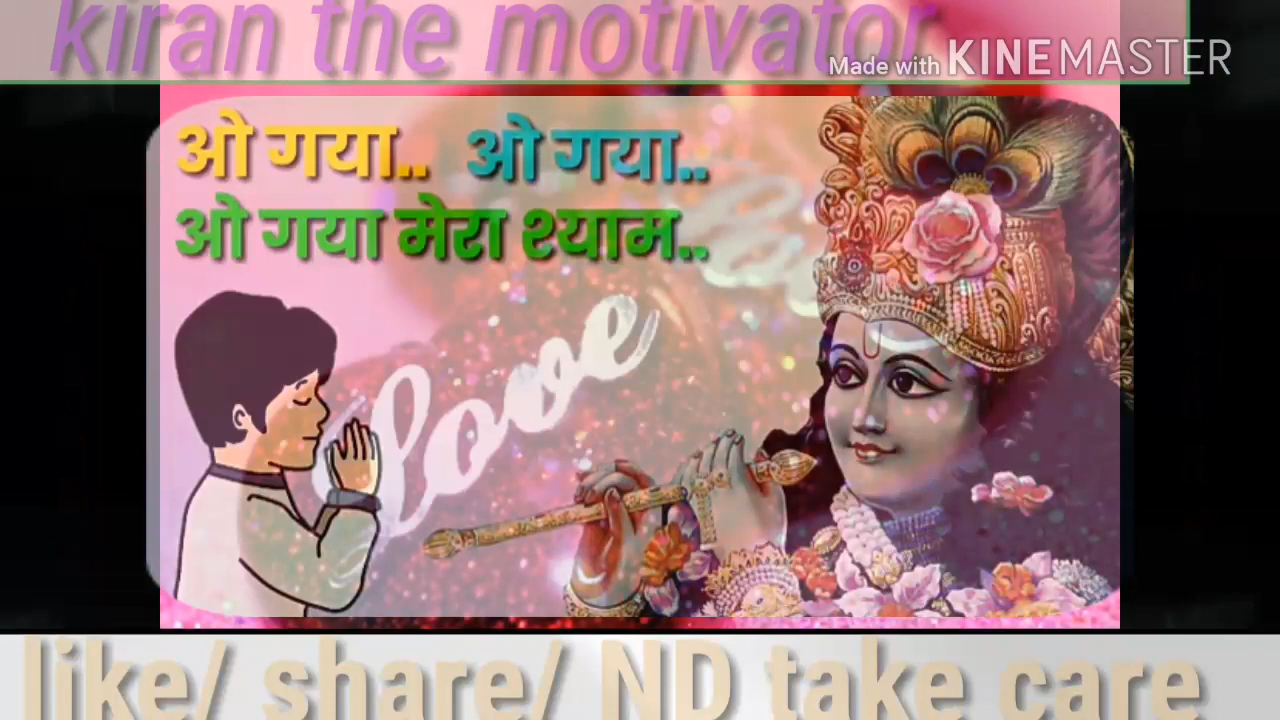 kiran the motivator
Made with KINEMASTER
ओ गया.. ओ गया..
ओ गया मेरा श्याम..
love
like/ share/ ND take care